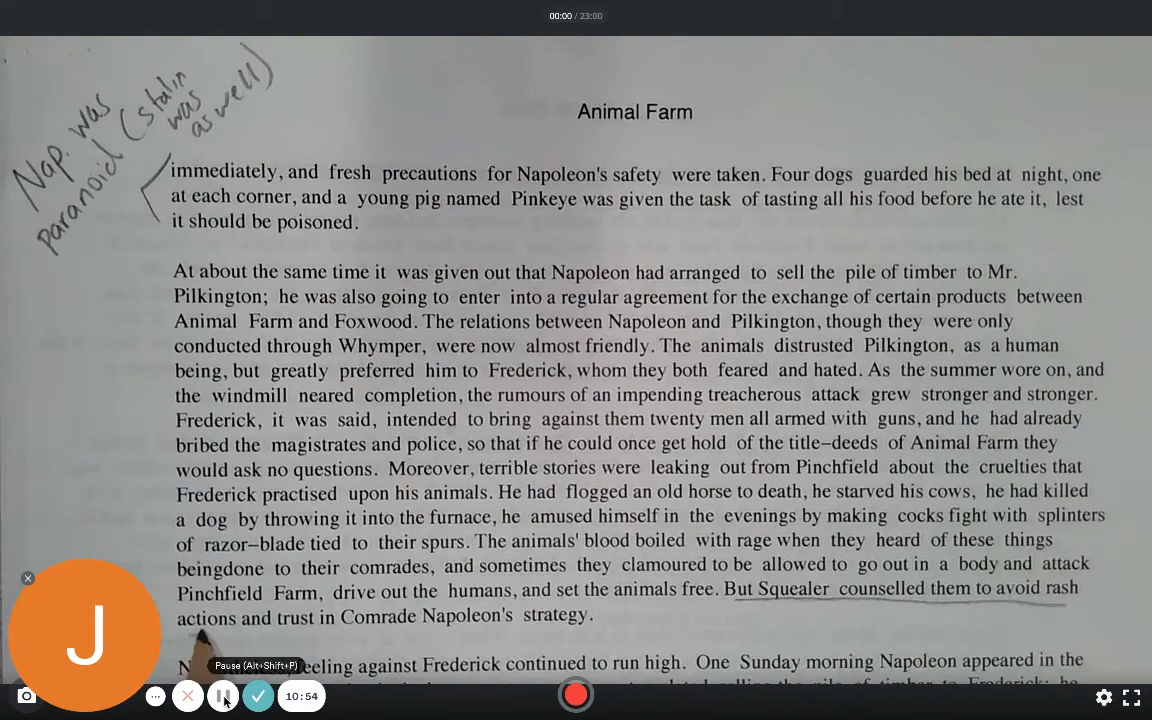 00:00 / 23:00
Nap. was
paranoid (stalin
was
as well)
Animal Farm
immediately, and fresh precautions for Napoleon's safety were taken. Four dogs guarded his bed at night, one
at each corner, and a young pig named Pinkeye was given the task of tasting all his food before he ate it, lest
it should be poisoned.
At about the same time it was given out that Napoleon had arranged to sell the pile of timber to Mr.
Pilkington; he was also going to enter into a regular agreement for the exchange of certain products between
Animal Farm and Foxwood. The relations between Napoleon and Pilkington, though they were only
conducted through Whymper, were now almost friendly. The animals distrusted Pilkington, as a human
being, but greatly preferred him to Frederick, whom they both feared and hated. As the summer wore on, and
the windmill neared completion, the rumours of an impending treacherous attack grew stronger and stronger.
Frederick, it was said, intended to bring against them twenty men all armed with guns, and he had already
bribed the magistrates and police, so that if he could once get hold of the title–deeds of Animal Farm they
would ask no questions. Moreover, terrible stories were leaking out from Pinchfield about the cruelties that
Frederick practised upon his animals. He had flogged an old horse to death, he starved his cows, he had killed
a dog by throwing it into the furnace, he amused himself in the evenings by making cocks fight with splinters
of razor–blade tied to their spurs. The animals' blood boiled with rage when they heard of these things
beingdone to their comrades, and sometimes they clamoured to be allowed to go out in a body and attack
Pinchfield Farm, drive out the humans, and set the animals free. But Squealer counselled them to avoid rash
actions and trust in Comrade Napoleon's strategy.
feeling against Frederick continued to run high. One Sunday morning Napoleon appeared in the
J
Pause (Alt+Shift+P)
10:54